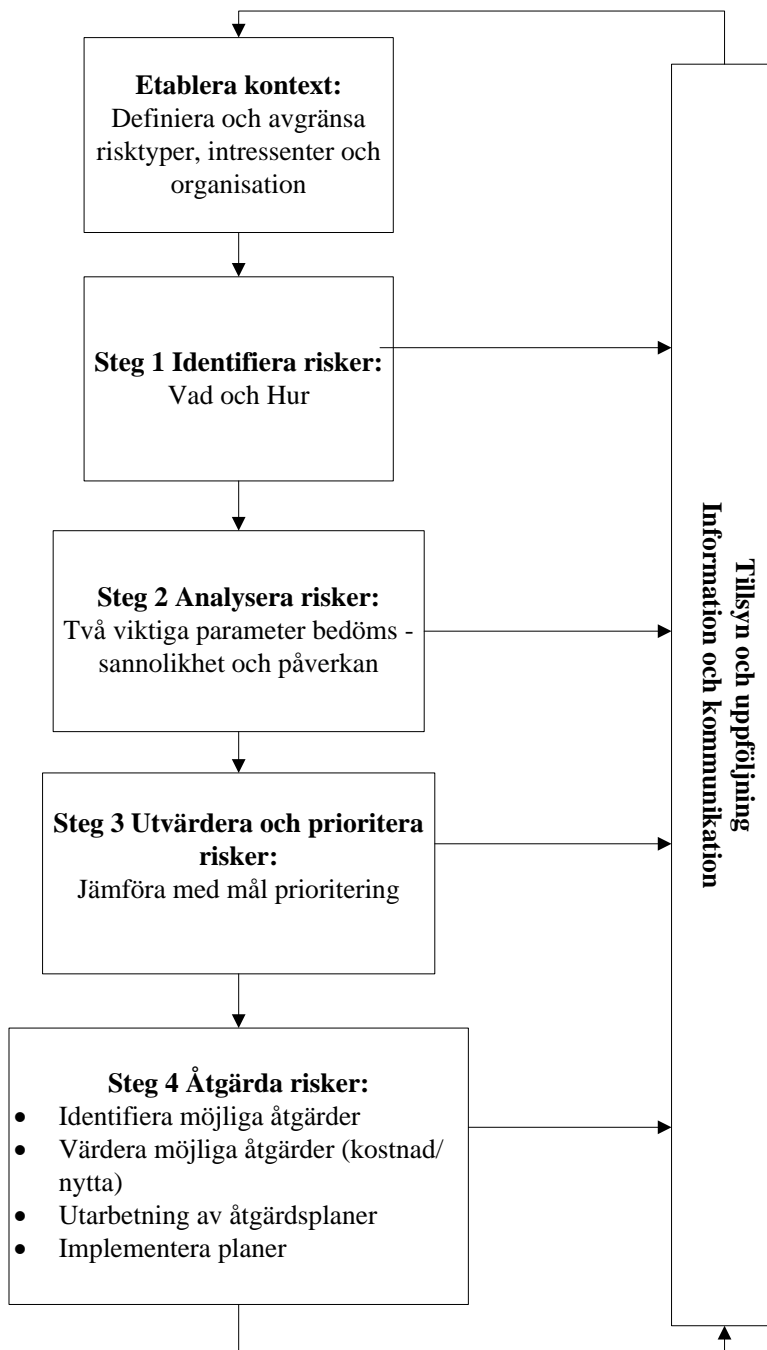 Etablera kontext:
Definiera och avgränsa
risktyper, intressenter och
organisation
Steg 1 Identifiera risker:
Vad och Hur
Steg 2 Analysera risker:
Två viktiga parameter bedöms -
sannolikhet och påverkan
Steg 3 Utvärdera och prioritera
risker:
Jämföra med mål prioritering
Steg 4 Åtgärda risker:
• Identifiera möjliga åtgärder
• Värdera möjliga åtgärder (kostnad/
nytta)
• Utarbetning av åtgärdsplaner
• Implementera planer
Tillsyn och uppföljning
Information och kommunikation